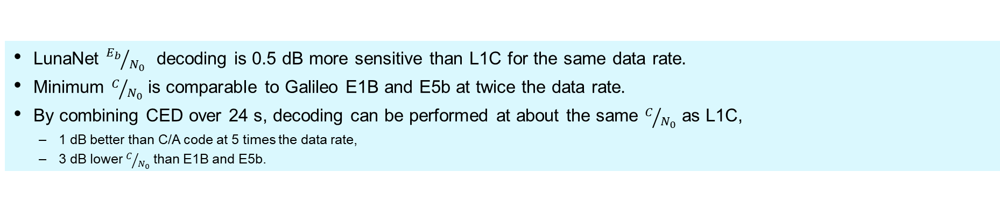 • LunaNet E_b/N_0 decoding is 0.5 dB more sensitive than L1C for the same data rate.
• Minimum C/N_0 is comparable to Galileo E1B and E5b at twice the data rate.
• By combining CED over 24 s, decoding can be performed at about the same C/N_0 as L1C,
– 1 dB better than C/A code at 5 times the data rate,
– 3 dB lower C/N_0 than E1B and E5b.